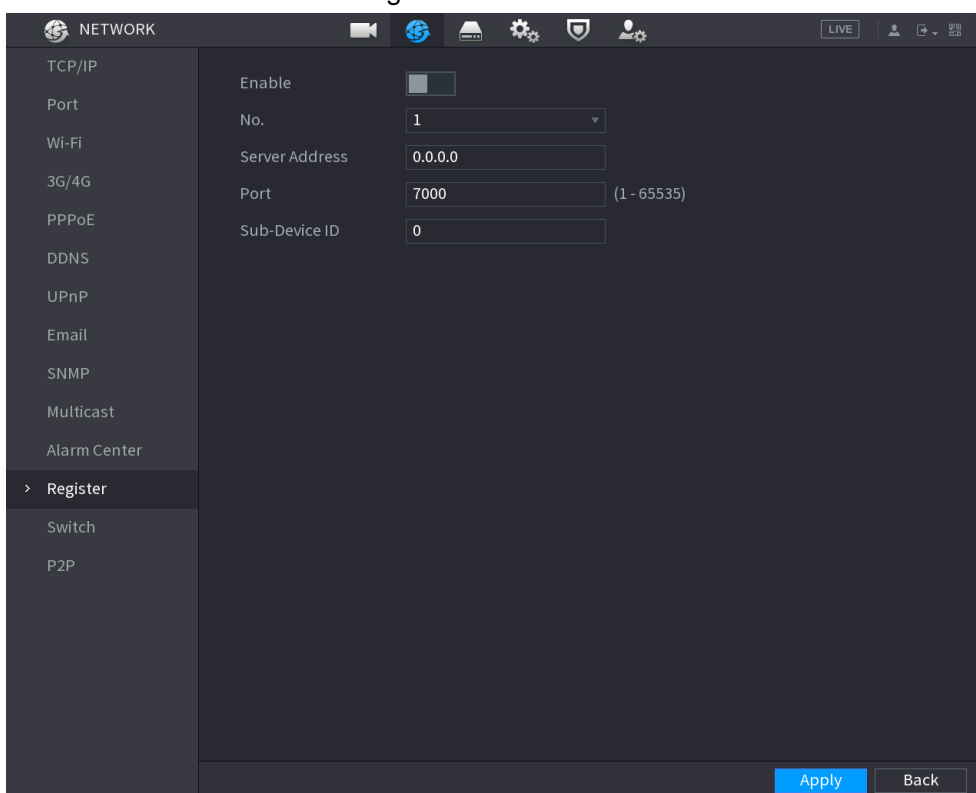 NETWORK
LIVE
TCP/IP
Port
Wi-Fi
3G/4G
PPPoE
DDNS
UPnP
Email
SNMP
Multicast
Alarm Center
> Register
Switch
P2P
Enable
No. 1
Server Address 0.0.0.0
Port 7000 (1 - 65535)
Sub-Device ID 0
Apply Back